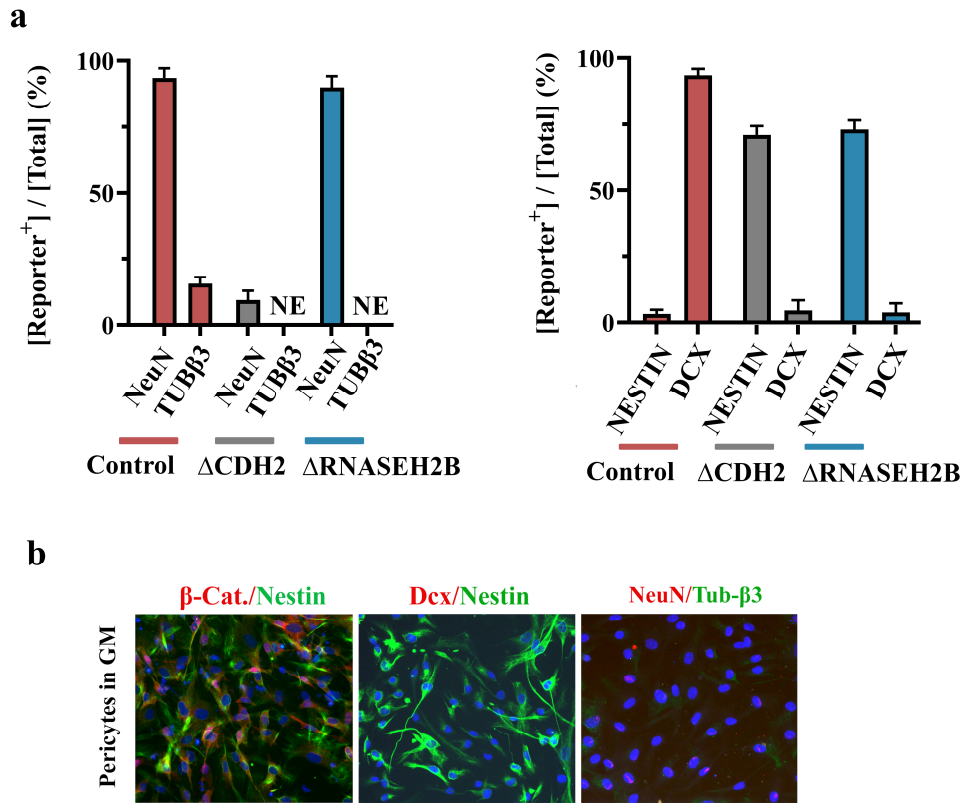 a
[Reporter+] / [Total] (%)
100
50
0
NE
NE
NeuN
TUBβ3
NeuN
TUBβ3
NeuN
TUBβ3
Control
ΔCDH2
ΔRNASEH2B
[Reporter+] / [Total] (%)
100
50
0
NESTIN
DCX
NESTIN
DCX
NESTIN
DCX
Control
ΔCDH2
ΔRNASEH2B
b
β-Cat./Nestin
Dcx/Nestin
NeuN/Tub-β3
Pericytes in GM